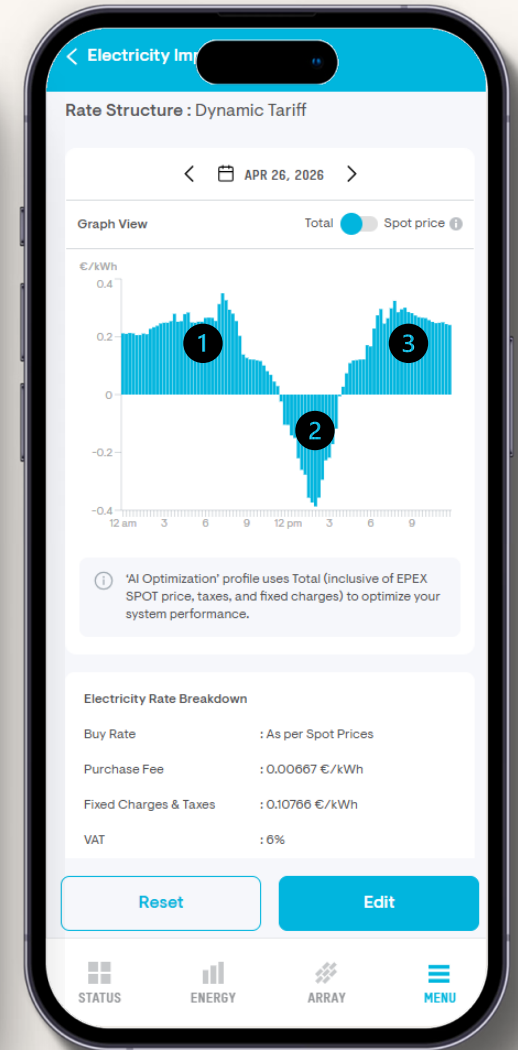 Electricity Imp
Rate Structure : Dynamic Tariff
APR 26, 2026
Graph View
Total
Spot price
€/kWh
0.4
0.2
0
-0.2
-0.4
1
2
3
12 am 3 6 9 12 pm 3 6 9
'AI Optimization' profile uses Total (inclusive of EPEX
SPOT price, taxes, and fixed charges) to optimize your
system performance.
Electricity Rate Breakdown
Buy Rate : As per Spot Prices
Purchase Fee : 0.00667 €/kWh
Fixed Charges & Taxes : 0.10766 €/kWh
VAT : 6%
Reset
Edit
STATUS
ENERGY
ARRAY
MENU